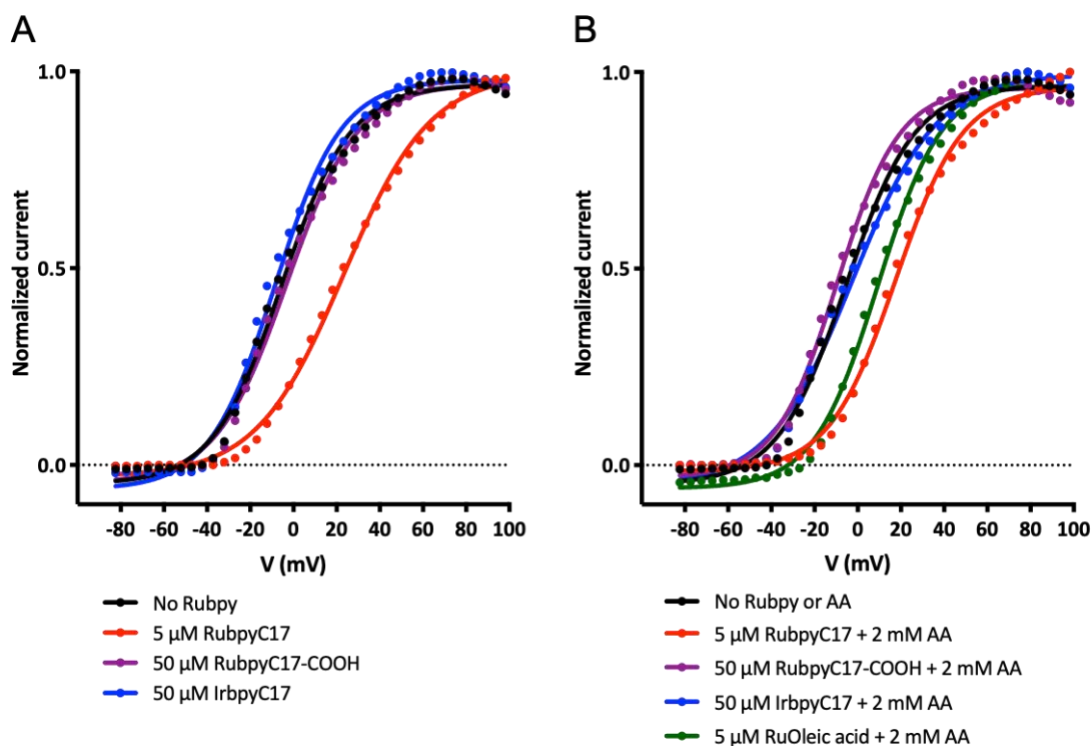 A
B
1.0
0.5
0.0
Normalized current
-80 -60 -40 -20 0 20 40 60 80 100
V (mV)
No Rubpy
5 µM RubpyC17
50 µM RubpyC17-COOH
50 µM IrbpyC17
1.0
0.5
0.0
Normalized current
-80 -60 -40 -20 0 20 40 60 80 100
V (mV)
No Rubpy or AA
5 µM RubpyC17 + 2 mM AA
50 µM RubpyC17-COOH + 2 mM AA
50 µM IrbpyC17 + 2 mM AA
5 µM RuOleic acid + 2 mM AA